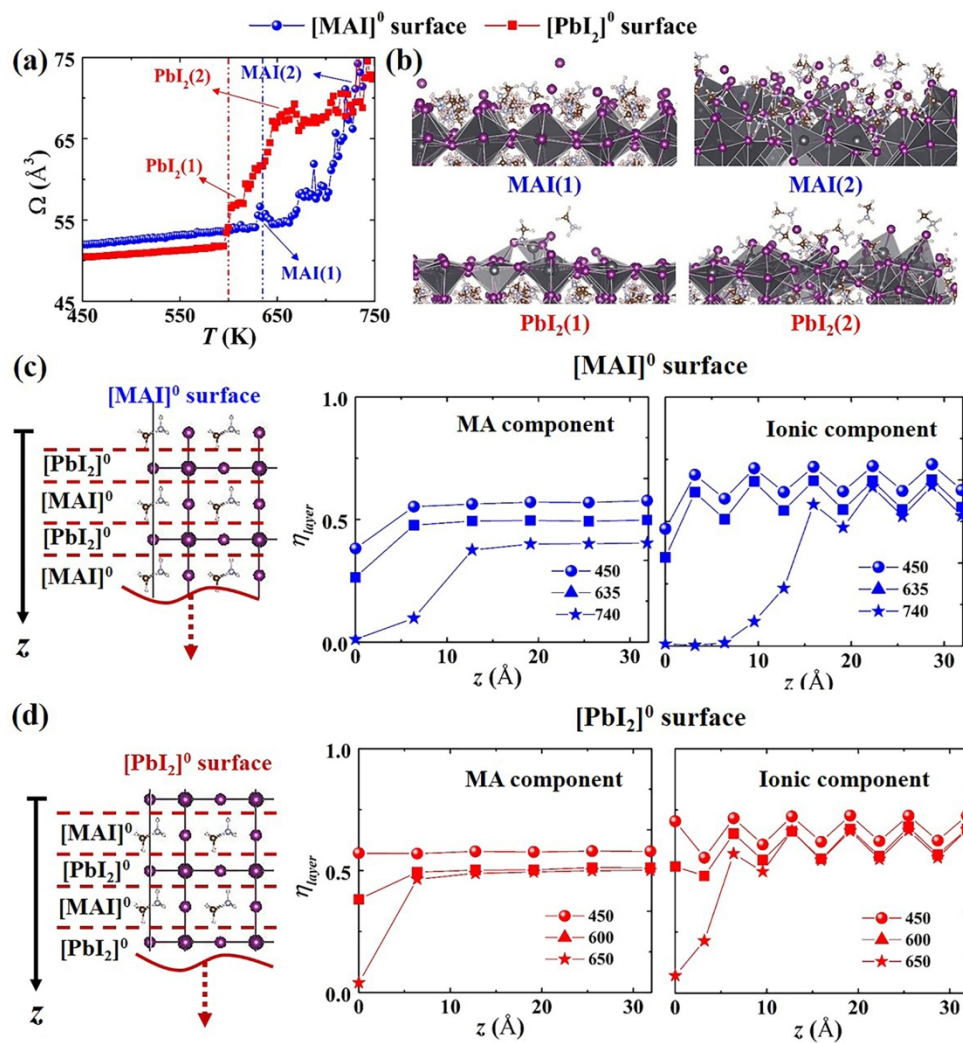 [MAI]⁰ surface [PbI₂]⁰ surface
(a)
75
65
55
45
Ω (Å³)
PbI₂(2)
MAI(2)
PbI₂(1)
MAI(1)
450 550 650 750
T (K)
(b)
MAI(1) MAI(2)
PbI₂(1) PbI₂(2)
(c)
[MAI]⁰ surface
[MAI]⁰ surface
[PbI₂]⁰
[MAI]⁰
[PbI₂]⁰
[MAI]⁰
z
1.0
0.5
0.0
ηlayer
MA component
450
635
740
0 10 20 30
z (Å)
Ionic component
450
635
740
0 10 20 30
z (Å)
(d)
[PbI₂]⁰ surface
[PbI₂]⁰ surface
[MAI]⁰
[PbI₂]⁰
[MAI]⁰
[PbI₂]⁰
z
1.0
0.5
0.0
ηlayer
MA component
450
600
650
0 10 20 30
z (Å)
Ionic component
450
600
650
0 10 20 30
z (Å)